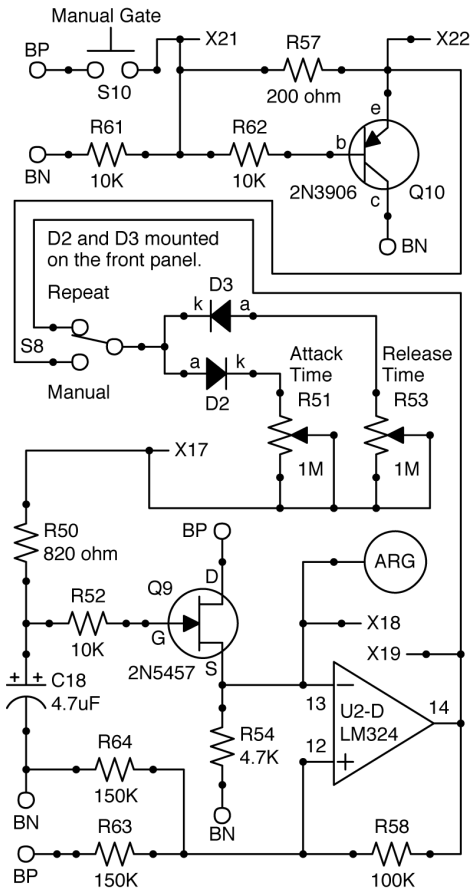 Manual Gate
BP
S10
X21
R57
200 ohm
X22
R61
10K
BN
R62
10K
b
e
c
2N3906
Q10
BN
D2 and D3 mounted
on the front panel.
Repeat
S8
Manual
D3
k
a
a
k
D2
Attack
Time
R51
1M
Release
Time
R53
1M
X17
R50
820 ohm
BP
Q9
D
G
S
2N5457
R52
10K
ARG
X18
X19
+ +
C18
4.7uF
13
−
U2-D
LM324
14
12
+
R54
4.7K
BN
R64
150K
BN
BP
R63
150K
R58
100K